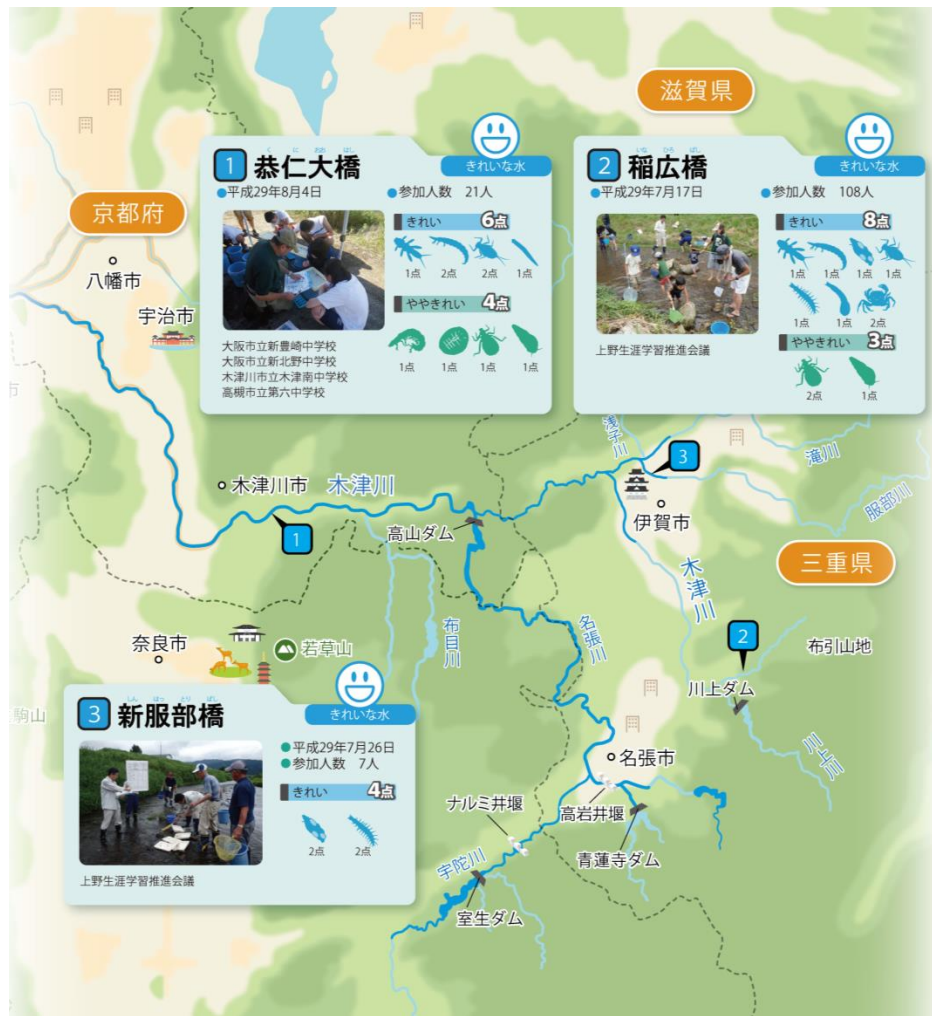 滋賀県
京都府
八幡市
宇治市
く に おお はし
1 恭仁大橋
きれいな水
●平成29年8月4日
●参加人数 21人
きれい 6点
1点 2点 2点 1点
ややきれい 4点
1点 1点 1点 1点
大阪市立新豊崎中学校
大阪市立新北野中学校
木津川市立木津南中学校
高槻市立第六中学校
いな ひろ ばし
2 稲広橋
きれいな水
●平成29年7月17日
●参加人数 108人
きれい 8点
1点 1点 1点 1点
1点 1点 2点
ややきれい 3点
2点 1点
上野生涯学習推進会議
浅子川
3
滝川
服部川
伊賀市
木津川市
木津川
1
高山ダム
三重県
木津川
名張川
布目川
奈良市
若草山
2
布引山地
川上ダム
川上川
駒山
3 新服部橋
きれいな水
●平成29年7月26日
●参加人数 7人
きれい 4点
2点 2点
上野生涯学習推進会議
名張市
高岩井堰
ナルミ井堰
青蓮寺ダム
宇陀川
室生ダム